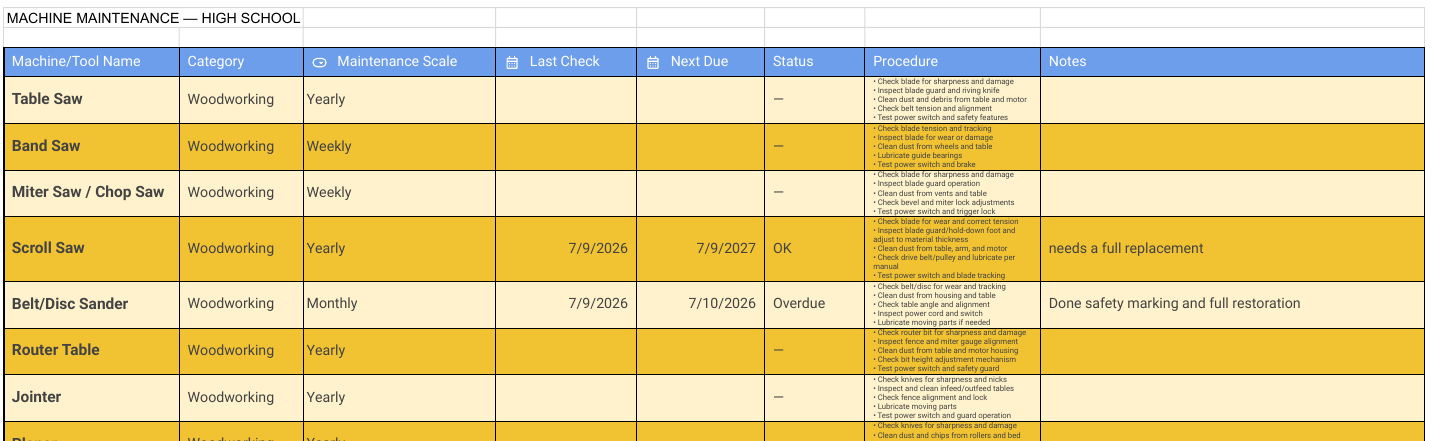 MACHINE MAINTENANCE — HIGH SCHOOL
Machine/Tool Name Category Maintenance Scale Last Check Next Due Status Procedure Notes
Table Saw Woodworking Yearly —
• Check blade for sharpness and damage
• Inspect blade guard and riving knife
• Clean dust and debris from table and motor
• Check belt tension and alignment
• Test power switch and safety features
Band Saw Woodworking Weekly —
• Check blade tension and tracking
• Inspect blade for wear or damage
• Clean dust from wheels and table
• Lubricate guide bearings
• Test power switch and brake
Miter Saw / Chop Saw Woodworking Weekly —
• Check blade for sharpness and damage
• Inspect blade guard operation
• Clean dust from vents and table
• Check bevel and miter lock adjustments
• Test power switch and trigger lock
Scroll Saw Woodworking Yearly 7/9/2026 7/9/2027 OK
• Check blade for wear and correct tension
• Inspect blade guard/hold-down foot and
adjust to material thickness
• Clean dust from table, arm, and motor
• Check drive belt/pulley and lubricate per
manual
• Test power switch and blade tracking
needs a full replacement
Belt/Disc Sander Woodworking Monthly 7/9/2026 7/10/2026 Overdue
• Check belt/disc for wear and tracking
• Clean dust from housing and table
• Check table angle and alignment
• Inspect power cord and switch
• Lubricate moving parts if needed
Done safety marking and full restoration
Router Table Woodworking Yearly —
• Check router bit for sharpness and damage
• Inspect fence and miter gauge alignment
• Clean dust from table and motor housing
• Check bit height adjustment mechanism
• Test power switch and safety guard
Jointer Woodworking Yearly —
• Check knives for sharpness and nicks
• Inspect and clean infeed/outfeed tables
• Check fence alignment and lock
• Lubricate moving parts
• Test power switch and guard operation
• Check knives for sharpness and damage
• Clean dust and chips from rollers and bed